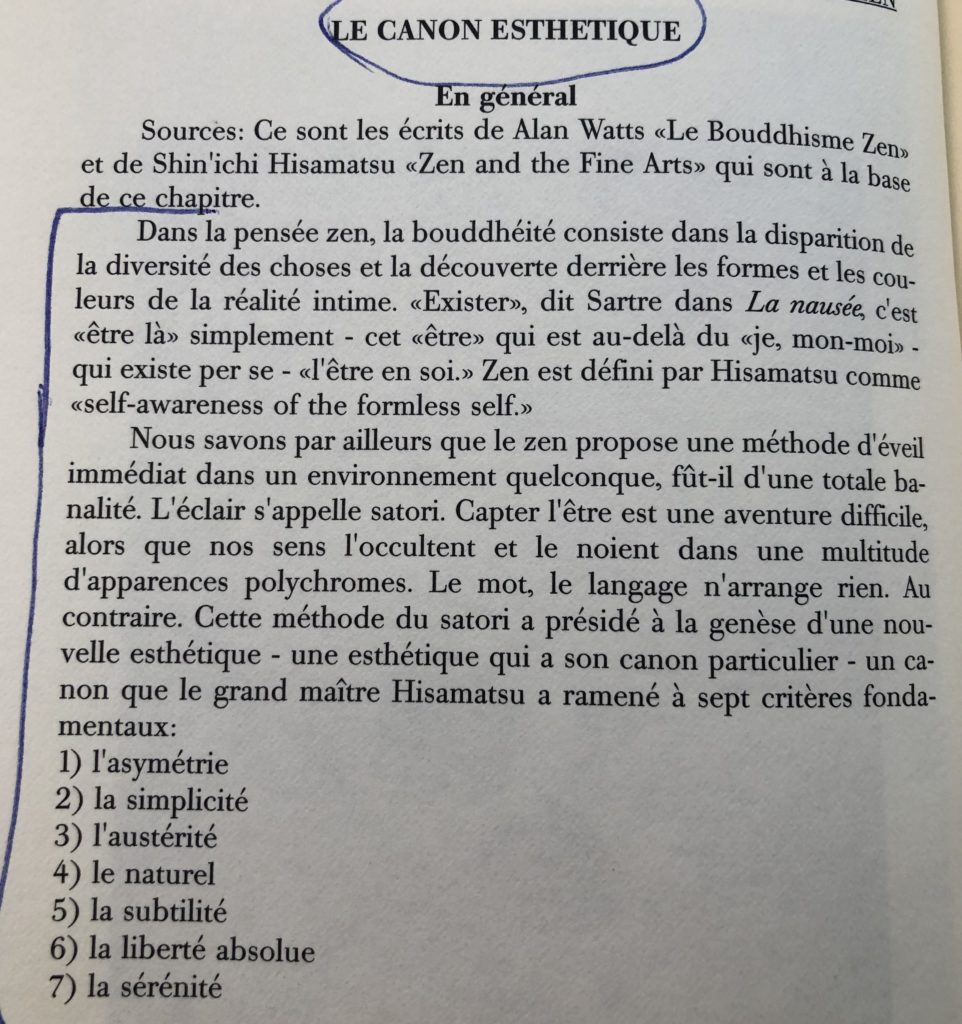 LE CANON ESTHETIQUE
En général
Sources: Ce sont les écrits de Alan Watts «Le Bouddhisme Zen»
et de Shin'ichi Hisamatsu «Zen and the Fine Arts» qui sont à la base
de ce chapitre.
Dans la pensée zen, la bouddhéité consiste dans la disparition de
la diversité des choses et la découverte derrière les formes et les cou-
leurs de la réalité intime. «Exister», dit Sartre dans La nausée, c'est
«être là» simplement - cet «être» qui est au-delà du «je, mon-moi» -
qui existe per se - «l'être en soi.» Zen est défini par Hisamatsu comme
«self-awareness of the formless self.»
Nous savons par ailleurs que le zen propose une méthode d'éveil
immédiat dans un environnement quelconque, fût-il d'une totale ba-
nalité. L'éclair s'appelle satori. Capter l'être est une aventure difficile,
alors que nos sens l'occultent et le noient dans une multitude
d'apparences polychromes. Le mot, le langage n'arrange rien. Au
contraire. Cette méthode du satori a présidé à la genèse d'une nou-
velle esthétique - une esthétique qui a son canon particulier - un ca-
non que le grand maître Hisamatsu a ramené à sept critères fonda-
mentaux:
1) l'asymétrie
2) la simplicité
3) l'austérité
4) le naturel
5) la subtilité
6) la liberté absolue
7) la sérénité